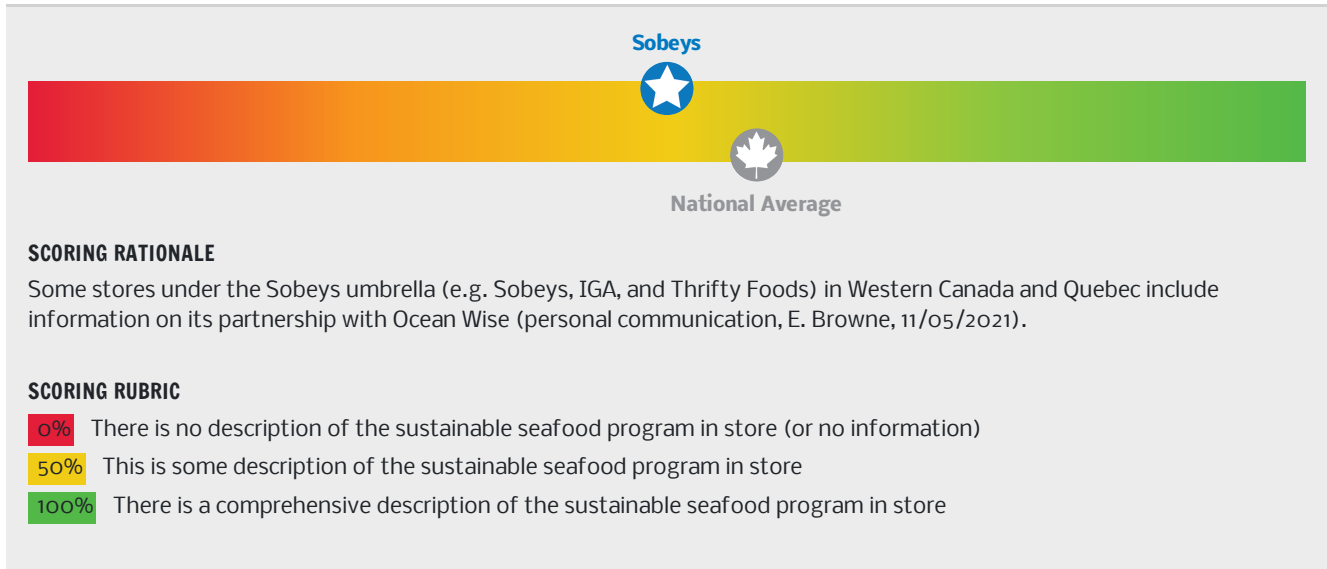 Sobeys
National Average
SCORING RATIONALE
Some stores under the Sobeys umbrella (e.g. Sobeys, IGA, and Thrifty Foods) in Western Canada and Quebec include
information on its partnership with Ocean Wise (personal communication, E. Browne, 11/05/2021).
SCORING RUBRIC
0% There is no description of the sustainable seafood program in store (or no information)
50% This is some description of the sustainable seafood program in store
100% There is a comprehensive description of the sustainable seafood program in store